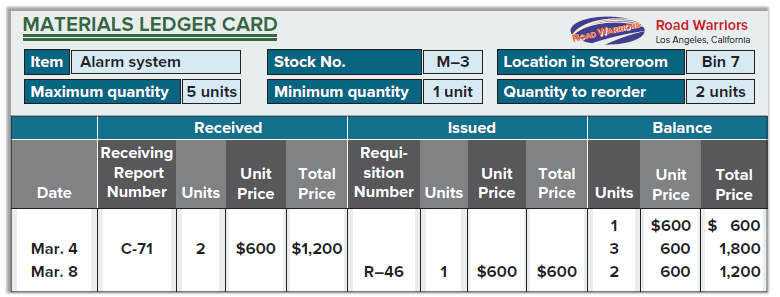 MATERIALS LEDGER CARD
ROAD WARRIORS
Road Warriors
Los Angeles, California
Item Alarm system Stock No. M–3 Location in Storeroom Bin 7
Maximum quantity 5 units Minimum quantity 1 unit Quantity to reorder 2 units
Received Issued Balance
Date Receiving Report Number Units Unit Price Total Price Requi- sition Number Units Unit Price Total Price Units Unit Price Total Price
1 $600 $ 600
Mar. 4 C-71 2 $600 $1,200 3 600 1,800
Mar. 8 R–46 1 $600 $600 2 600 1,200